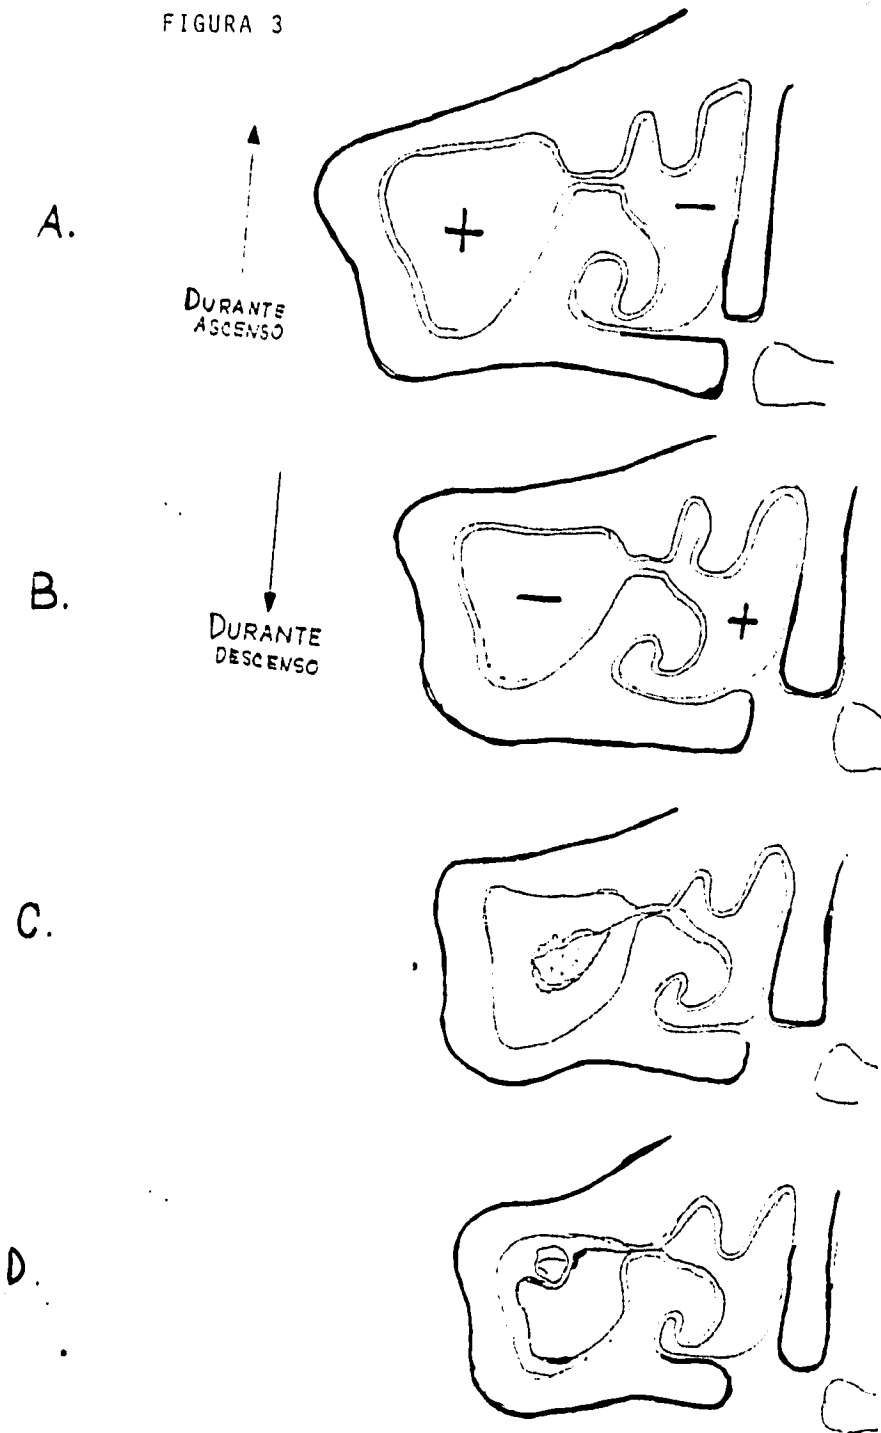 FIGURA 3
A.
+
−
DURANTE
ASCENSO
B.
−
+
DURANTE
DESCENSO
C.
D.